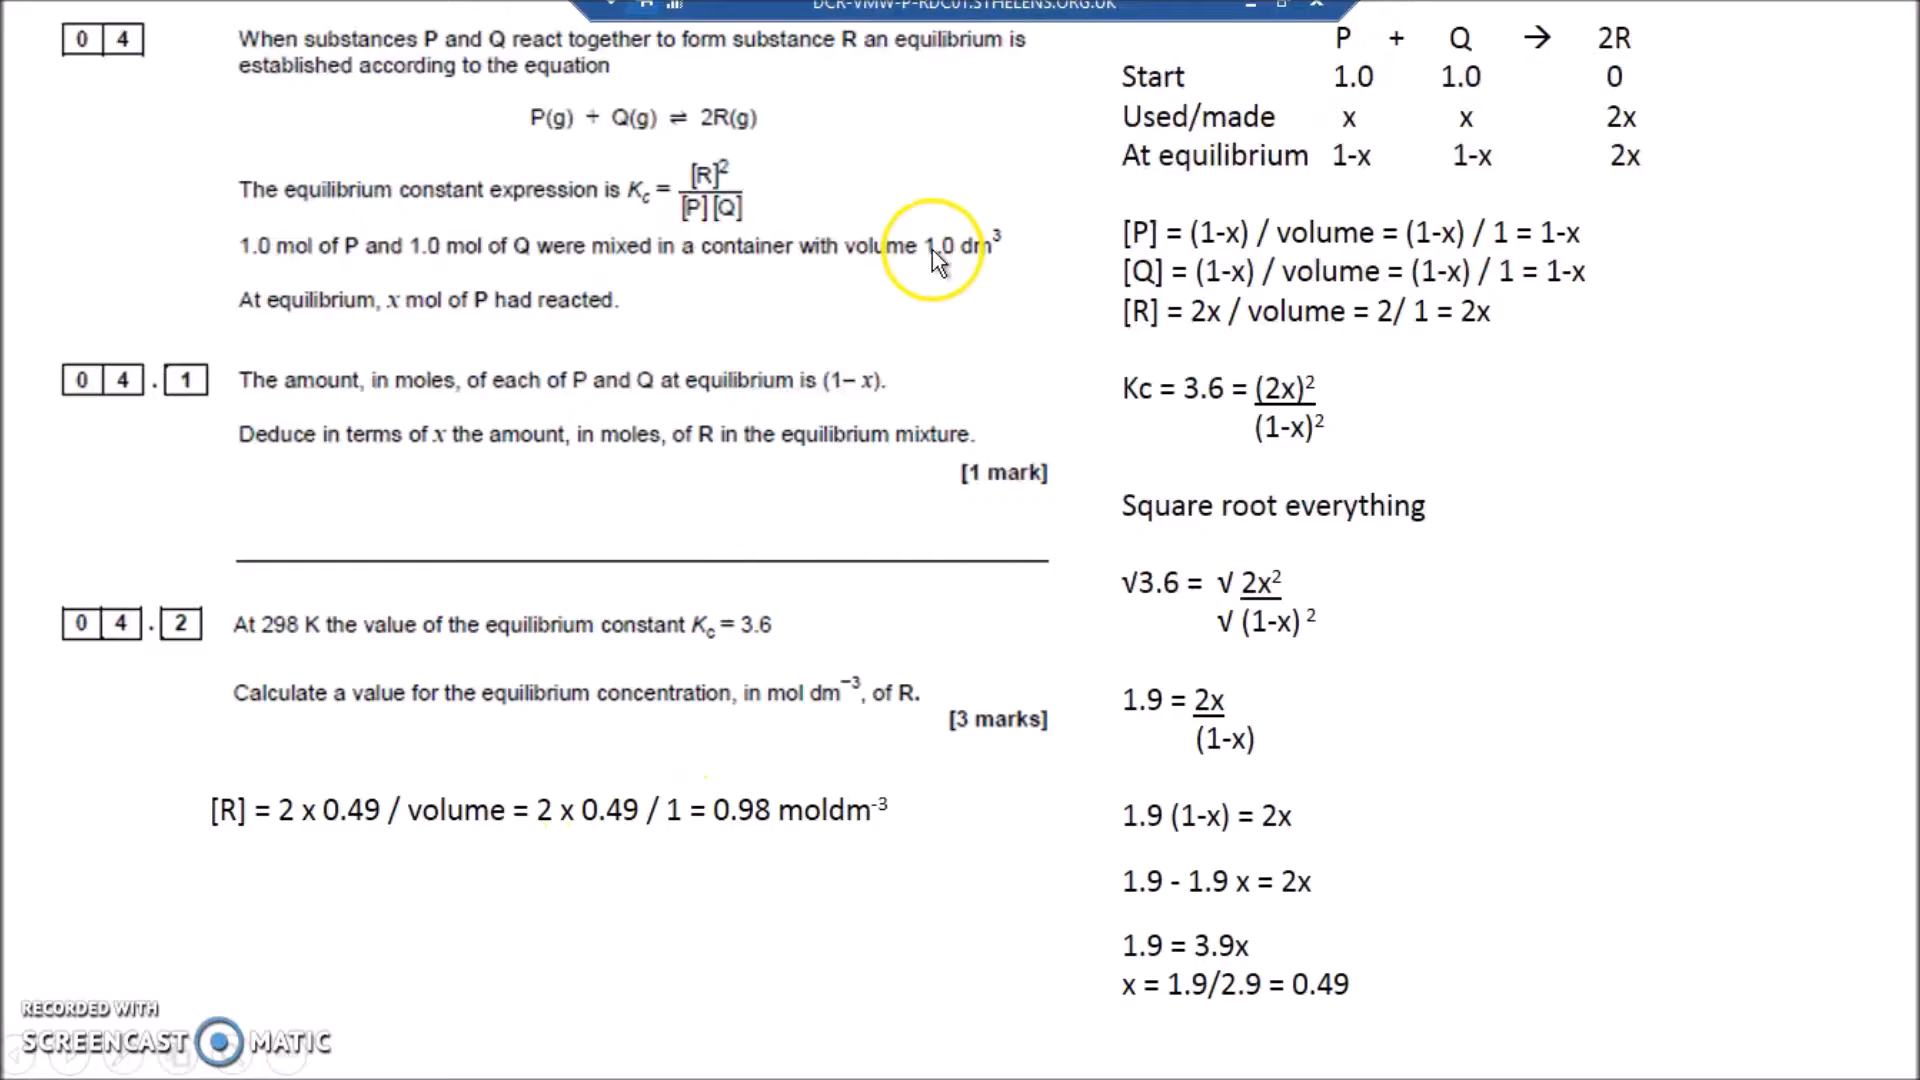 DCR-VMW-P-RDC01.STHELENS.ORG.UK
0 4
When substances P and Q react together to form substance R an equilibrium is
established according to the equation
P(g) + Q(g) ⇌ 2R(g)
The equilibrium constant expression is Kc = [R]²
[P][Q]
1.0 mol of P and 1.0 mol of Q were mixed in a container with volume 1.0 dm³
At equilibrium, x mol of P had reacted.
0 4 . 1
The amount, in moles, of each of P and Q at equilibrium is (1– x).
Deduce in terms of x the amount, in moles, of R in the equilibrium mixture.
[1 mark]
0 4 . 2
At 298 K the value of the equilibrium constant Kc = 3.6
Calculate a value for the equilibrium concentration, in mol dm⁻³, of R.
[3 marks]
[R] = 2 x 0.49 / volume = 2 x 0.49 / 1 = 0.98 moldm⁻³
P + Q → 2R
Start 1.0 1.0 0
Used/made x x 2x
At equilibrium 1-x 1-x 2x
[P] = (1-x) / volume = (1-x) / 1 = 1-x
[Q] = (1-x) / volume = (1-x) / 1 = 1-x
[R] = 2x / volume = 2/ 1 = 2x
Kc = 3.6 = (2x)²
(1-x)²
Square root everything
√3.6 = √ 2x²
√ (1-x) ²
1.9 = 2x
(1-x)
1.9 (1-x) = 2x
1.9 - 1.9 x = 2x
1.9 = 3.9x
x = 1.9/2.9 = 0.49
RECORDED WITH
SCREENCAST MATIC